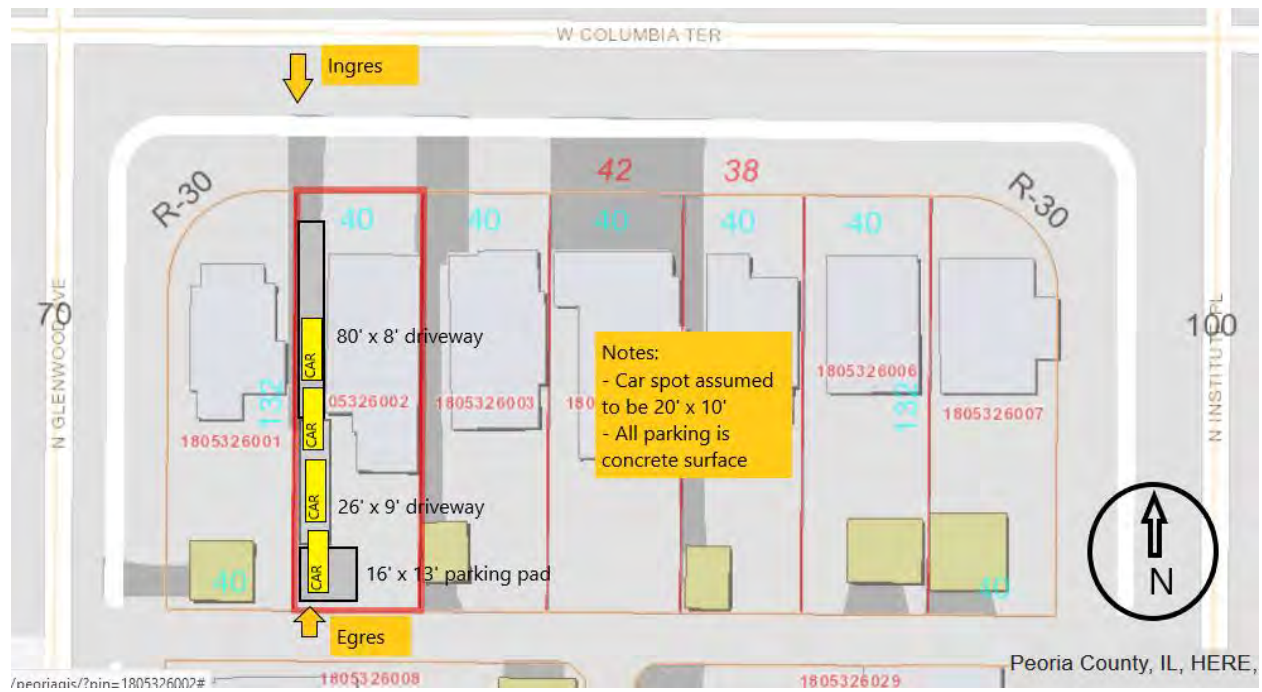 W COLUMBIA TER
Ingres
42
38
R-30
R-30
40
40
40
40
40
70
100
N GLENWOOD VE
N INSTITUT PL
80' x 8' driveway
CAR
CAR
CAR
CAR
Notes:
- Car spot assumed
to be 20' x 10'
- All parking is
concrete surface
132
132
05326002
1805326003
180
1805326006
1805326007
1805326001
26' x 9' driveway
16' x 13' parking pad
40
40
N
Egres
Peoria County, IL, HERE,
/peoriagis/?pin=1805326002#
1805326008
1805326029